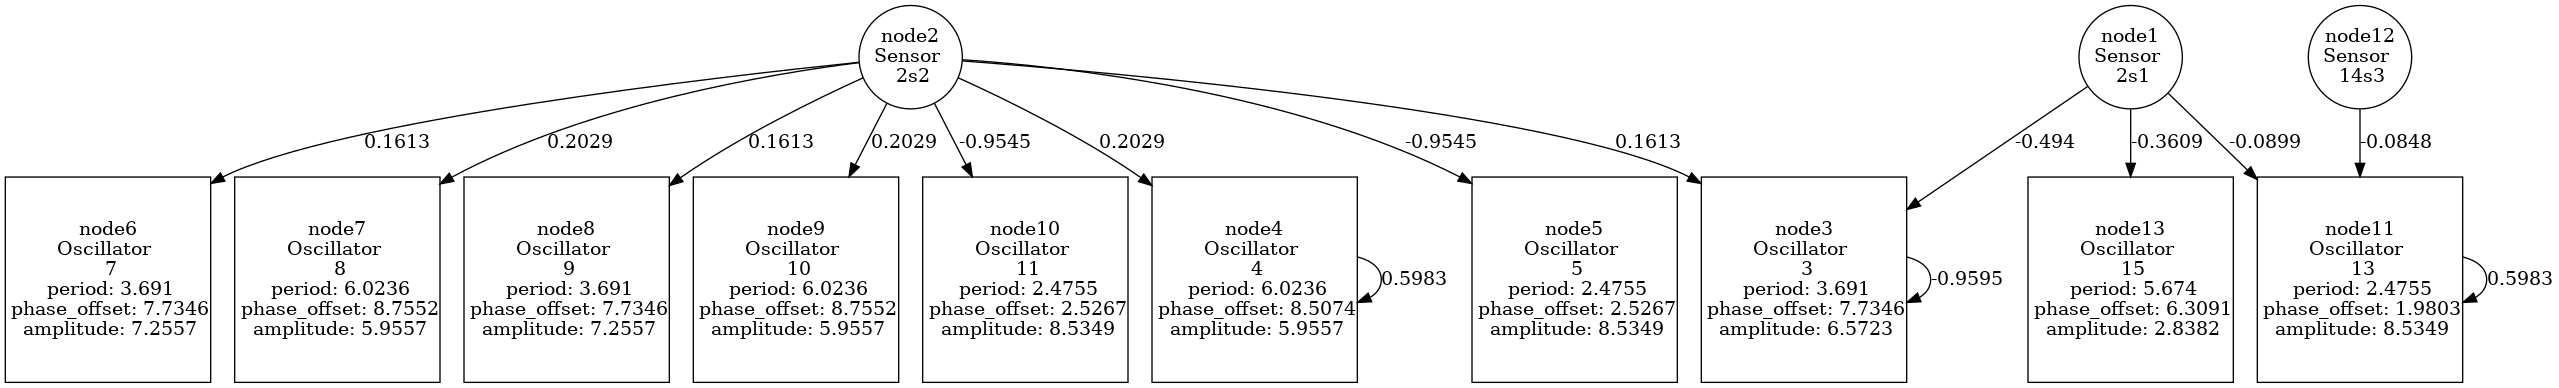 node2
Sensor
2s2
node1
Sensor
2s1
node12
Sensor
14s3
0.1613
0.2029
0.1613
0.2029
-0.9545
0.2029
-0.9545
0.1613
-0.494
-0.3609
-0.0899
-0.0848
node6
Oscillator
7
period: 3.691
phase_offset: 7.7346
amplitude: 7.2557
node7
Oscillator
8
period: 6.0236
phase_offset: 8.7552
amplitude: 5.9557
node8
Oscillator
9
period: 3.691
phase_offset: 7.7346
amplitude: 7.2557
node9
Oscillator
10
period: 6.0236
phase_offset: 8.7552
amplitude: 5.9557
node10
Oscillator
11
period: 2.4755
phase_offset: 2.5267
amplitude: 8.5349
node4
Oscillator
4
period: 6.0236
phase_offset: 8.5074
amplitude: 5.9557
0.5983
node5
Oscillator
5
period: 2.4755
phase_offset: 2.5267
amplitude: 8.5349
node3
Oscillator
3
period: 3.691
phase_offset: 7.7346
amplitude: 6.5723
-0.9595
node13
Oscillator
15
period: 5.674
phase_offset: 6.3091
amplitude: 2.8382
node11
Oscillator
13
period: 2.4755
phase_offset: 1.9803
amplitude: 8.5349
0.5983